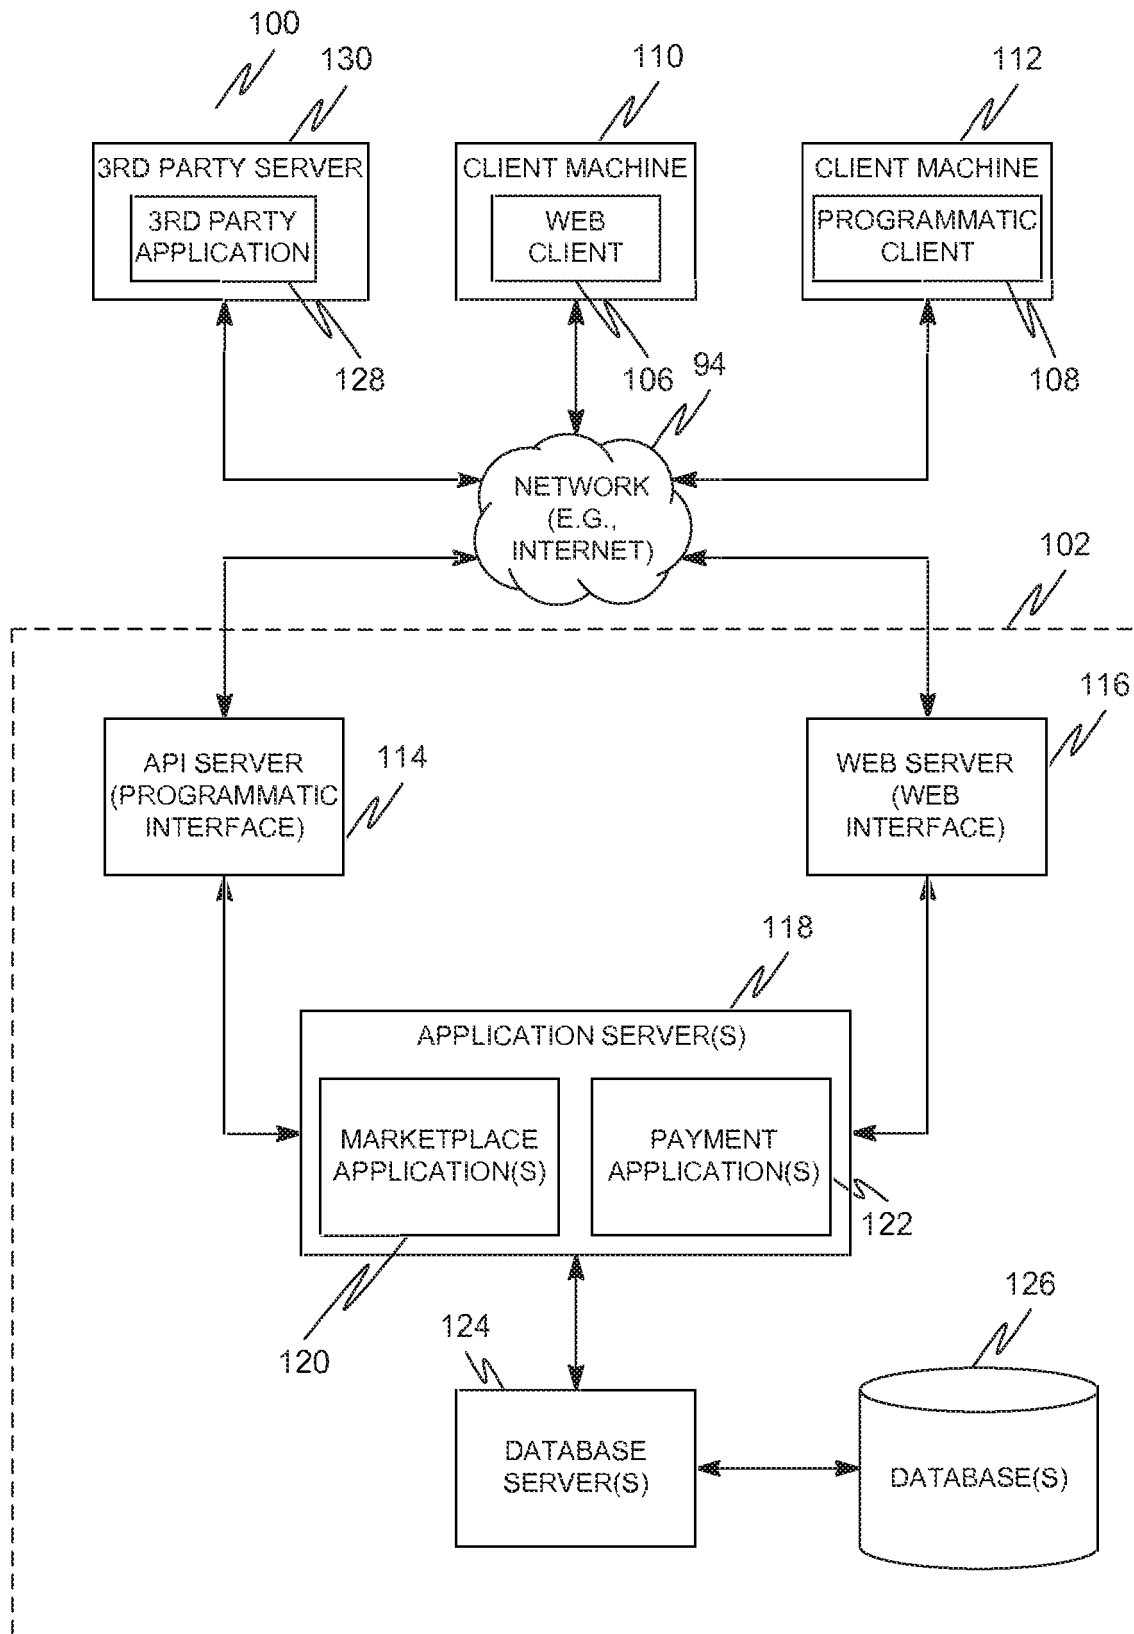 100
130
110
112
3RD PARTY SERVER
3RD PARTY
APPLICATION
128
CLIENT MACHINE
WEB
CLIENT
106
CLIENT MACHINE
PROGRAMMATIC
CLIENT
108
94
NETWORK
(E.G.,
INTERNET)
102
API SERVER
(PROGRAMMATIC
INTERFACE)
114
WEB SERVER
(WEB
INTERFACE)
116
118
APPLICATION SERVER(S)
MARKETPLACE
APPLICATION(S)
120
PAYMENT
APPLICATION(S)
122
124
DATABASE
SERVER(S)
126
DATABASE(S)